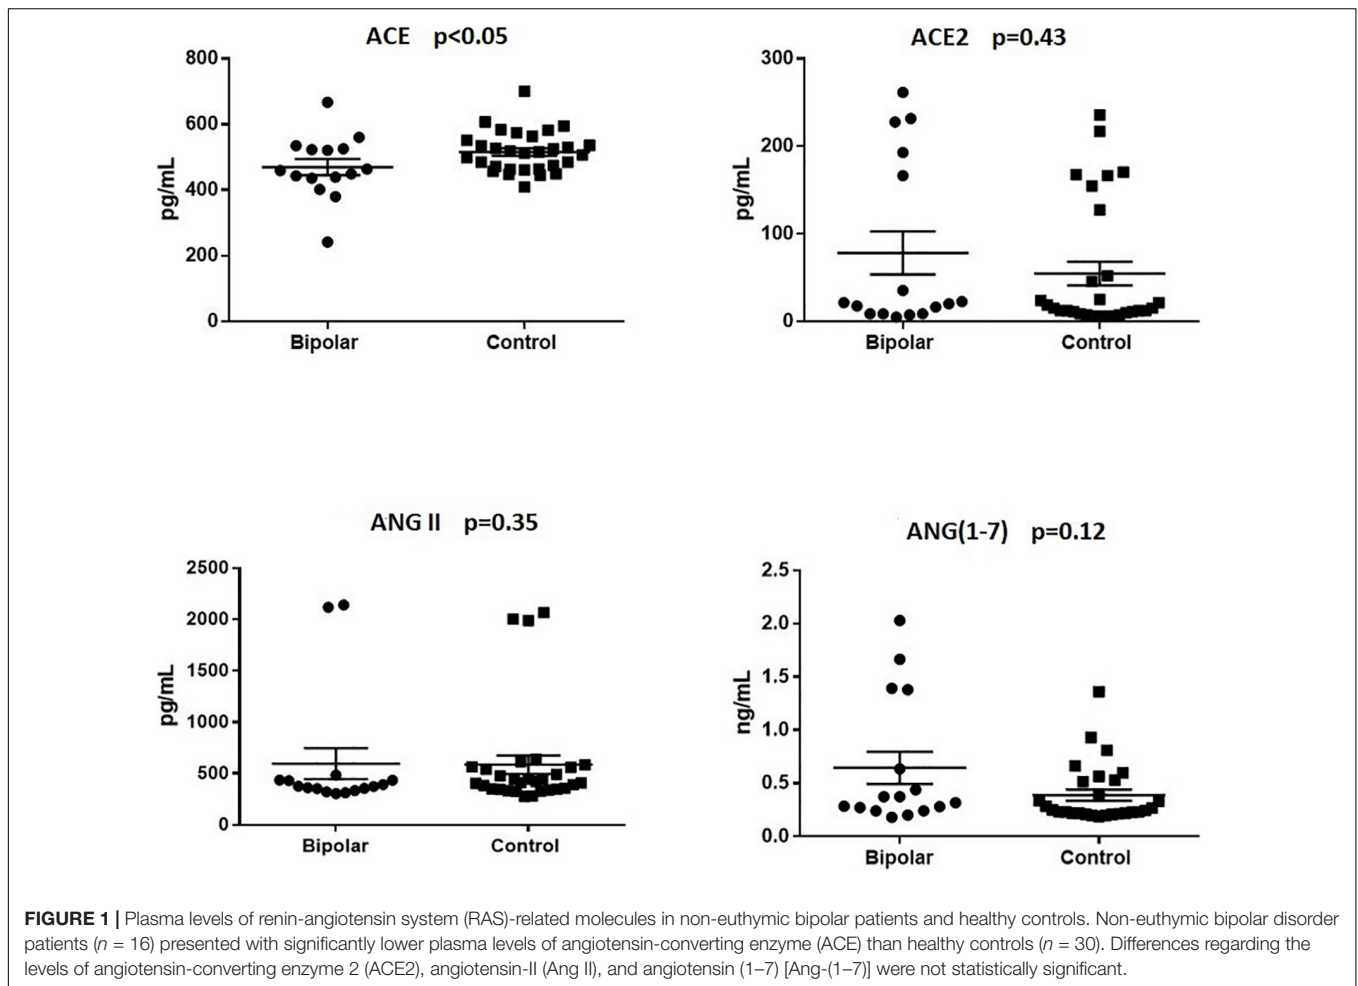 ACE p<0.05
800
600
400
200
0
pg/mL
Bipolar
Control
ACE2 p=0.43
300
200
100
0
pg/mL
Bipolar
Control
ANG II p=0.35
2500
2000
1500
1000
500
0
pg/mL
Bipolar
Control
ANG(1-7) p=0.12
2.5
2.0
1.5
1.0
0.5
0.0
ng/mL
Bipolar
Control
FIGURE 1 | Plasma levels of renin-angiotensin system (RAS)-related molecules in non-euthymic bipolar patients and healthy controls. Non-euthymic bipolar disorder
patients (n = 16) presented with significantly lower plasma levels of angiotensin-converting enzyme (ACE) than healthy controls (n = 30). Differences regarding the
levels of angiotensin-converting enzyme 2 (ACE2), angiotensin-II (Ang II), and angiotensin (1–7) [Ang-(1–7)] were not statistically significant.